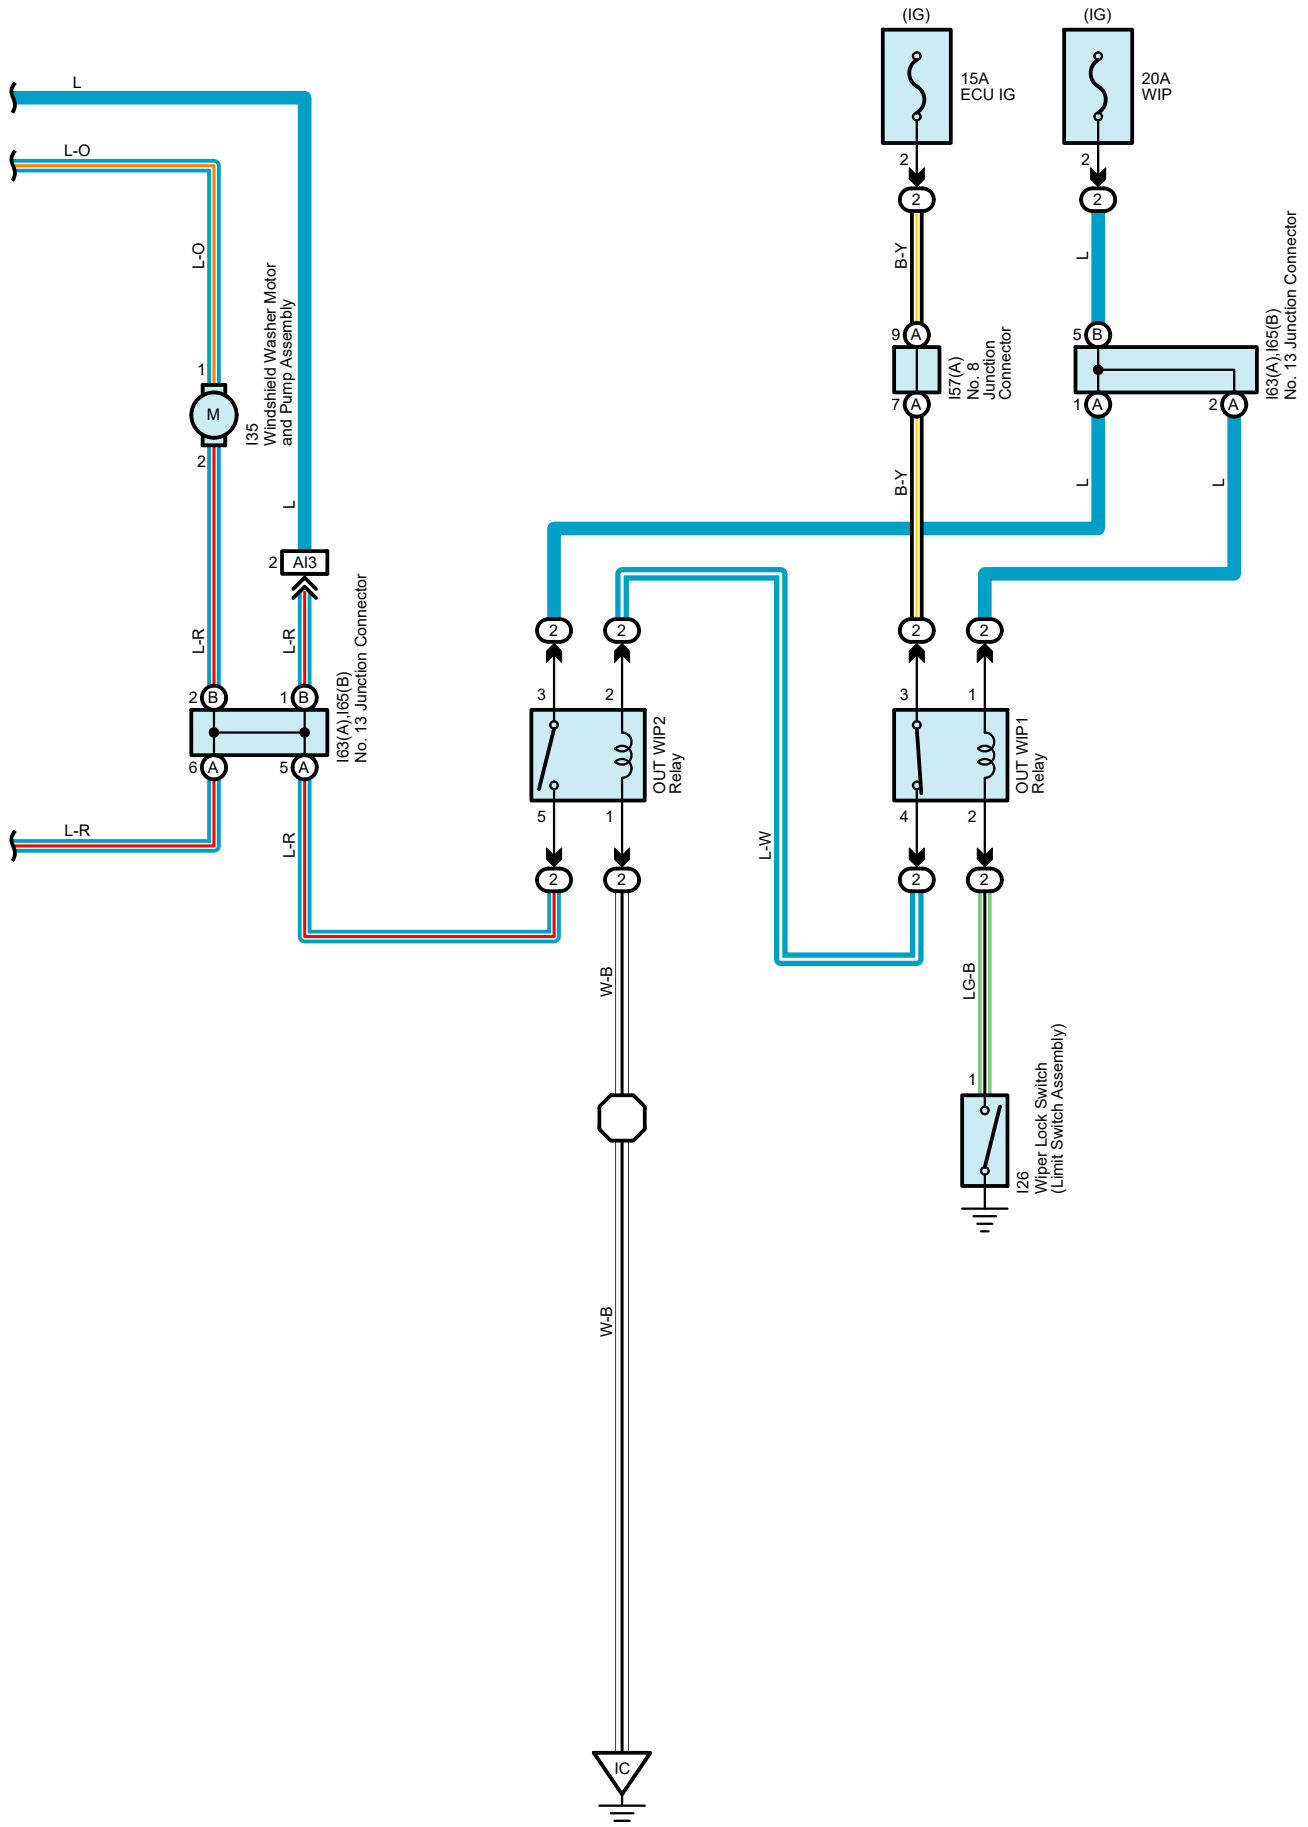 (IG)
(IG)
15A
ECU IG
20A
WIP
2
2
2
2
L
L-O
L-O
B-Y
L
1
M
2
I35
Windshield Washer Motor
and Pump Assembly
9
A
7
A
I57(A)
No. 8
Junction
Connector
5
B
1
A
2
A
I63(A),I65(B)
No. 13 Junction Connector
L
B-Y
L
L
2
AI3
L-R
L-R
2
B
1
B
6
A
5
A
I63(A),I65(B)
No. 13 Junction Connector
2
2
2
2
3
2
5
1
OUT WIP2
Relay
3
1
4
2
OUT WIP1
Relay
L-R
L-R
L-W
2
2
2
2
W-B
LG-B
1
I26
Wiper Lock Switch
(Limit Switch Assembly)
W-B
IC